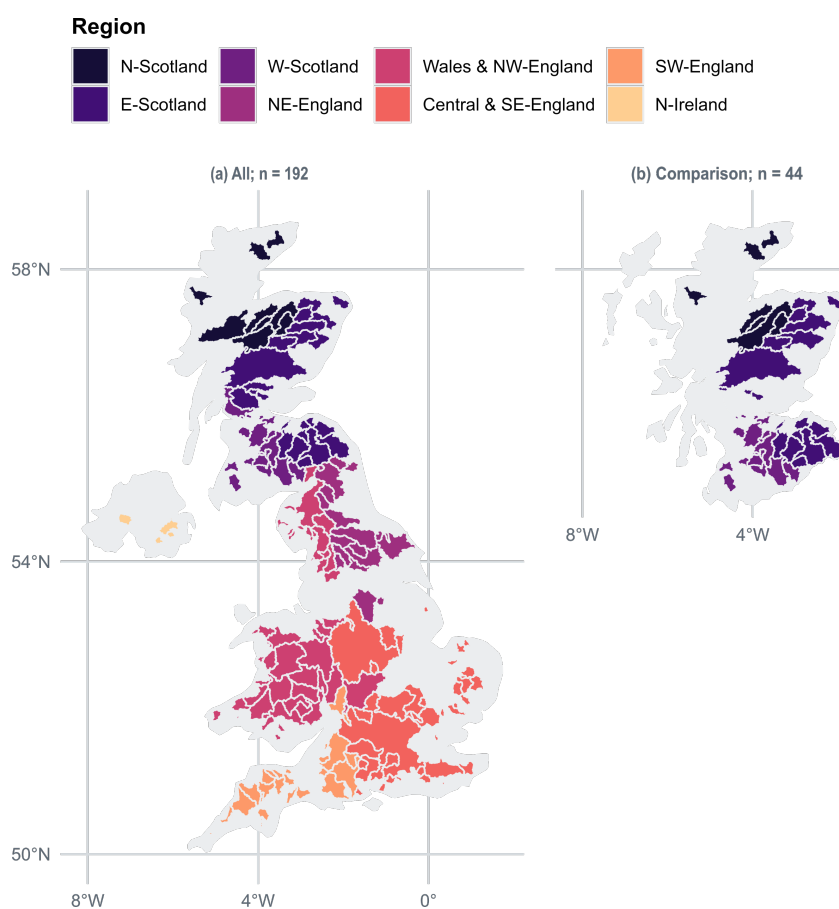 Region
N-Scotland W-Scotland Wales & NW-England SW-England
E-Scotland NE-England Central & SE-England N-Ireland
(a) All; n = 192 (b) Comparison; n = 44
58°N
54°N
8°W 4°W
50°N
8°W 4°W 0°